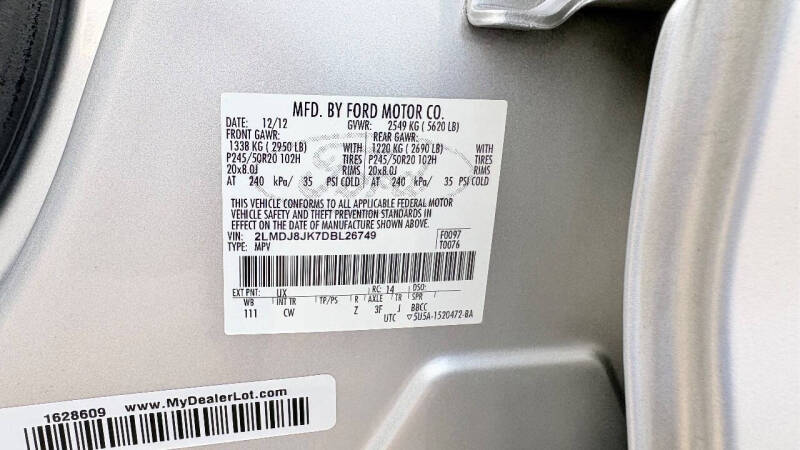 MFD. BY FORD MOTOR CO.
DATE: 12/12 GVWR: 2549 KG ( 5620 LB)
FRONT GAWR: REAR GAWR:
1338 KG ( 2950 LB) WITH 1220 KG ( 2690 LB) WITH
P245/50R20 102H TIRES P245/50R20 102H TIRES
20x8.0J RIMS 20x8.0J RIMS
AT 240 kPa/ 35 PSI COLD AT 240 kPa/ 35 PSI COLD
THIS VEHICLE CONFORMS TO ALL APPLICABLE FEDERAL MOTOR
VEHICLE SAFETY AND THEFT PREVENTION STANDARDS IN
EFFECT ON THE DATE OF MANUFACTURE SHOWN ABOVE.
VIN: 2LMDJ8JK7DBL26749 F0097
TYPE: MPV T0076
EXT PNT: UX RC: 14 DSO:
WB INT TR TP/PS R AXLE TR SPR
111 CW Z 3F J BBCC
UTC 5U5A-1520472-BA
Ford
1628609 www.MyDealerLot.com